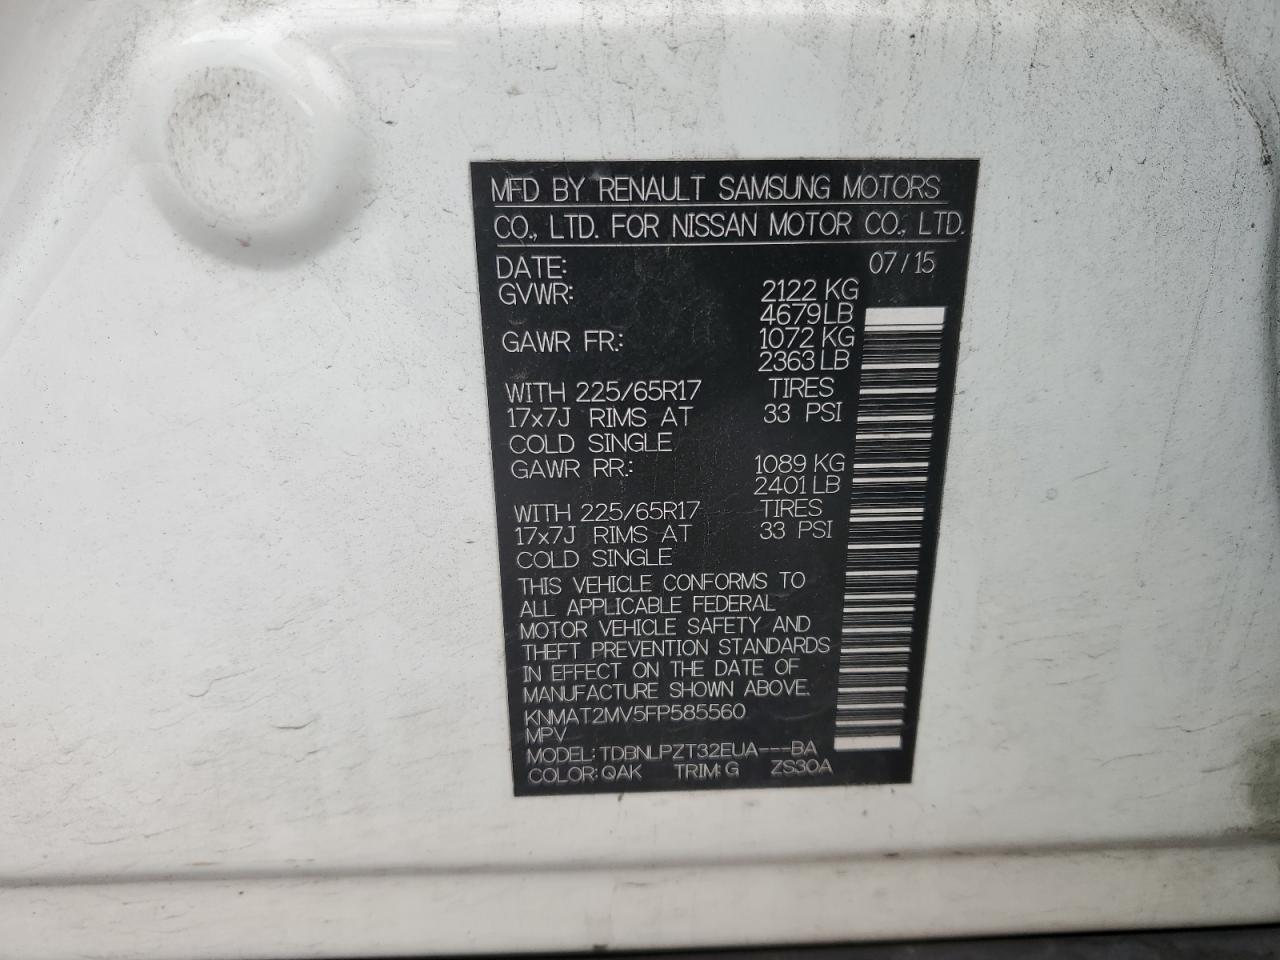 MFD BY RENAULT SAMSUNG MOTORS
CO., LTD. FOR NISSAN MOTOR CO., LTD.
DATE: 07/15
GVWR: 2122 KG
4679 LB
GAWR FR.: 1072 KG
2363 LB
WITH 225/65R17 TIRES
17x7J RIMS AT 33 PSI
COLD SINGLE
GAWR RR.: 1089 KG
2401 LB
WITH 225/65R17 TIRES
17x7J RIMS AT 33 PSI
COLD SINGLE
THIS VEHICLE CONFORMS TO
ALL APPLICABLE FEDERAL
MOTOR VEHICLE SAFETY AND
THEFT PREVENTION STANDARDS
IN EFFECT ON THE DATE OF
MANUFACTURE SHOWN ABOVE.
KNMAT2MV5FP585560
MPV
MODEL: TDBNLPZT32EUA---BA
COLOR: QAK TRIM: G ZS30A